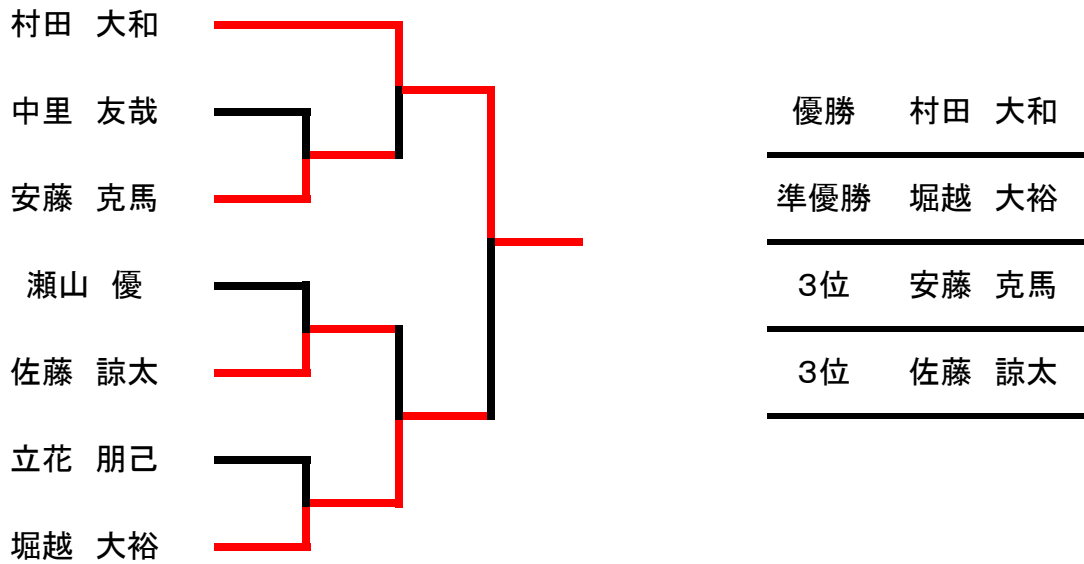 村田　大和
中里　友哉
安藤　克馬
瀬山　優
佐藤　諒太
立花　朋己
堀越　大裕
優勝　村田　大和
準優勝　堀越　大裕
３位　安藤　克馬
３位　佐藤　諒太